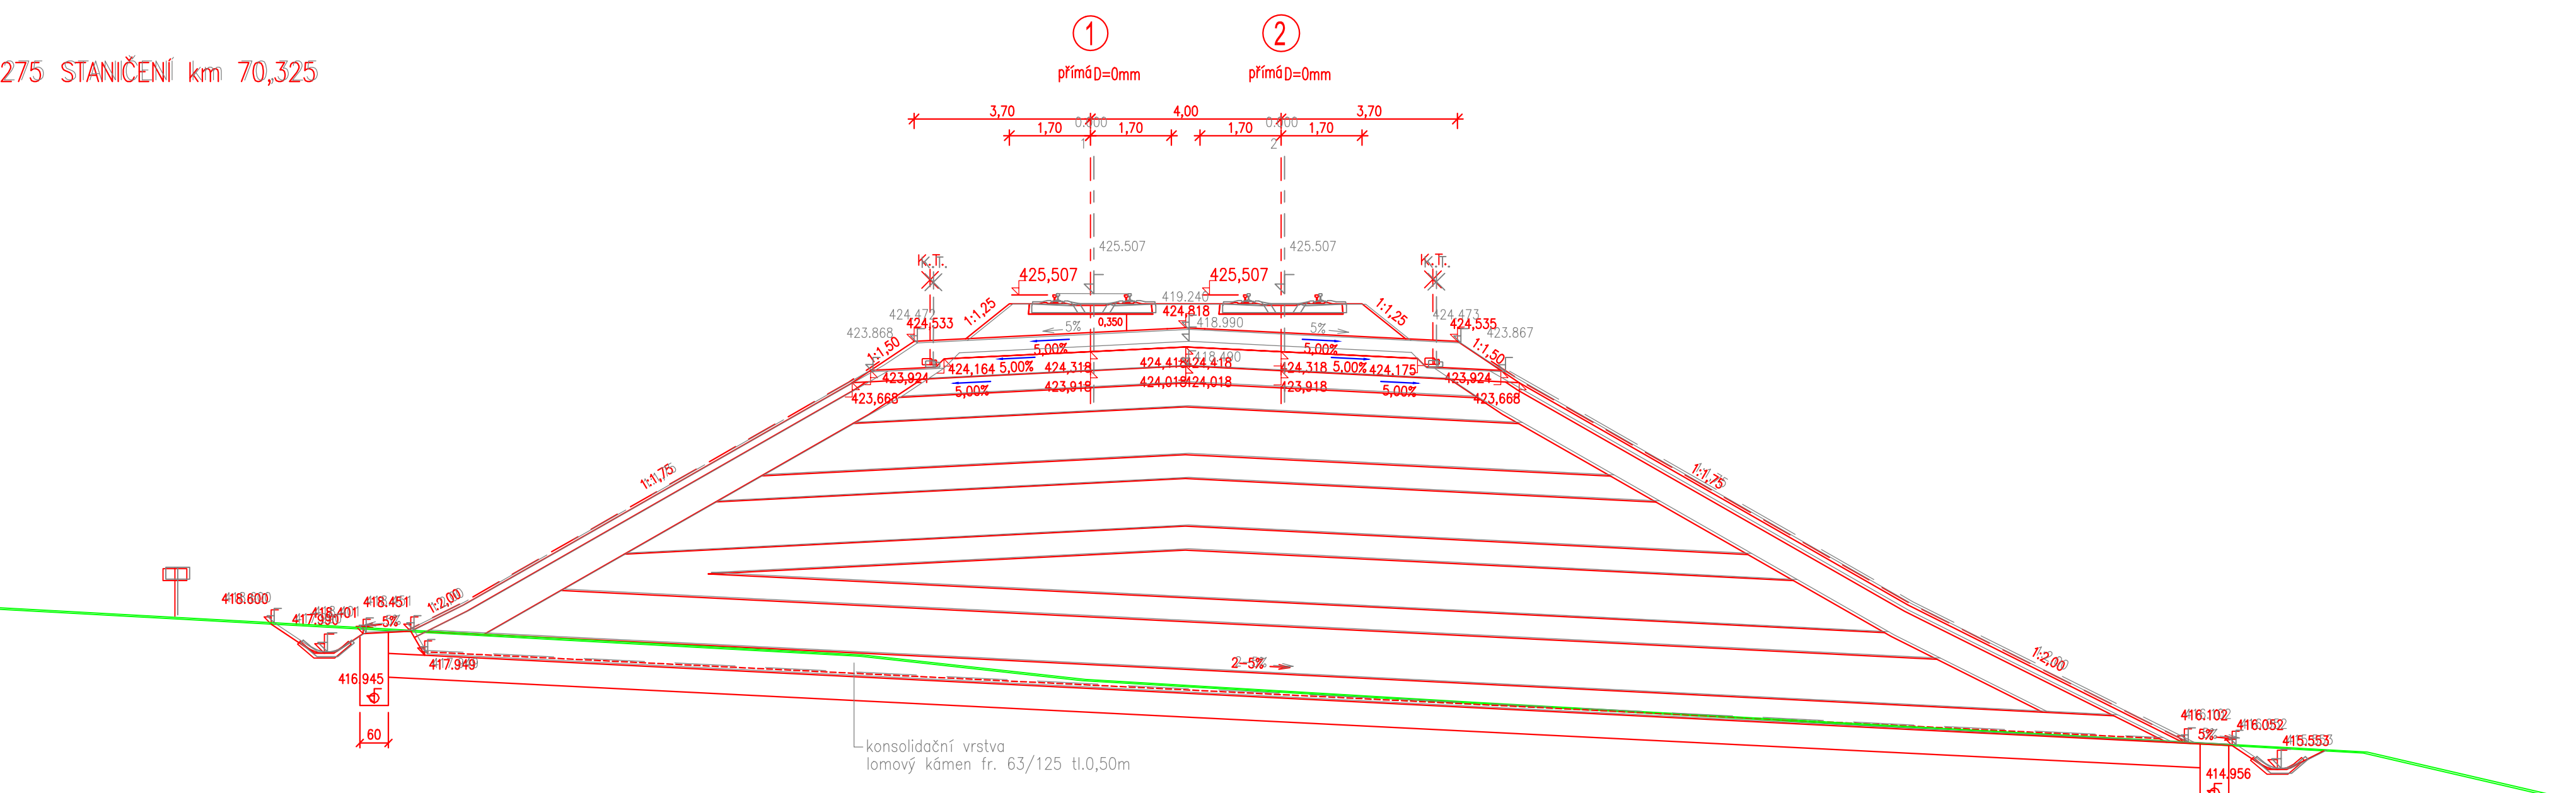 1 2
přímá D=0mm přímá D=0mm
275 STANIČENÍ km 70,325
3,70 4,00 3,70
0.000 0.000
1,70 1,70 1,70 1,70
1 2
425.507 425.507
K.T. K.T.
425,507 425,507
419.240
424.472 1:1,25 424.818 1:1,25 424.473
424,533 0,350 418.990 424,535
423.868 5% 5% 423.867
1:1,50 5,00% 5,00% 1:1,50
418.490
424,164 5,00% 424,318 424,418 424,418 424,318 5,00% 424.175
423,921 423,924
423,918 424,018 424,018 423,918
423,668 5,00% 5,00% 423,668
1:1,75 1:1,75
418.600 418.401 418.451 1:2,00
417.990 5%
417.949 2-5% 1:2,00
416.945
416.102
60 5% 416.052
konsolidační vrstva 415.553
lomový kámen fr. 63/125 tl.0,50m
414.956